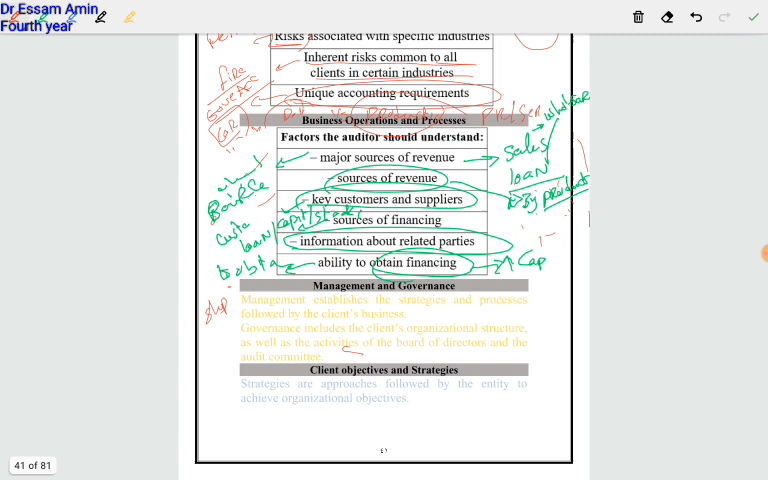 Dr Essam Amin
Fourth year
Risks associated with specific industries
Inherent risks common to all
clients in certain industries
Unique accounting requirements
Business Operations and Processes
Factors the auditor should understand:
– major sources of revenue
– sources of revenue
– key customers and suppliers
– sources of financing
– information about related parties
– ability to obtain financing
Sales
loan
By products
Cap
Management and Governance
Management establishes the strategies and processes
followed by the client's business.
Governance includes the client's organizational structure,
as well as the activities of the board of directors and the
audit committee.
Client objectives and Strategies
Strategies are approaches followed by the entity to
achieve organizational objectives.
٤١
41 of 81